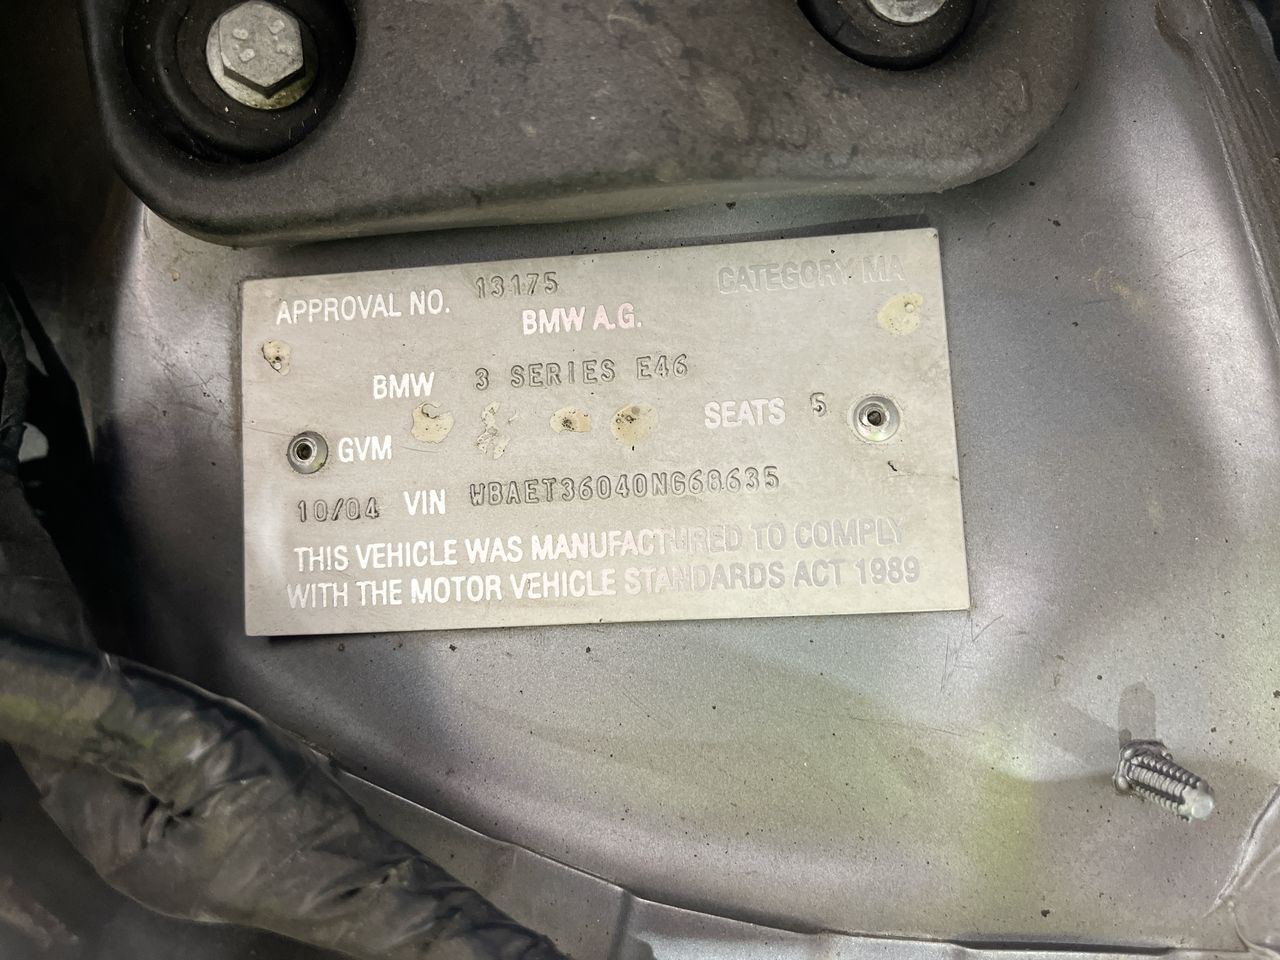 APPROVAL NO. 13175 CATEGORY MA
BMW A.G.
BMW 3 SERIES E46
GVM SEATS 5
10/04 VIN WBAET36040NG68635
THIS VEHICLE WAS MANUFACTURED TO COMPLY
WITH THE MOTOR VEHICLE STANDARDS ACT 1989